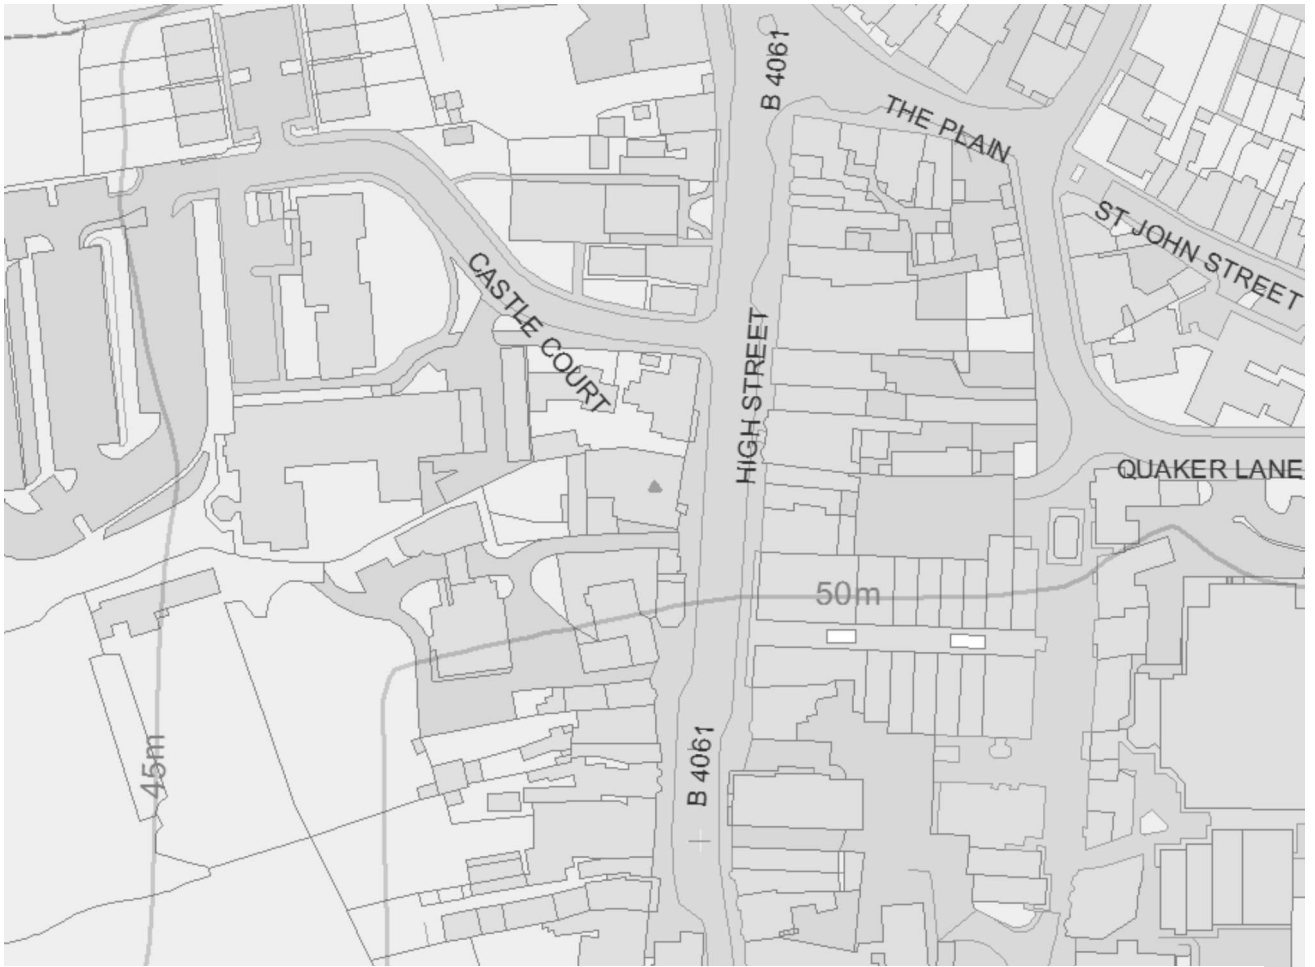 B 4061
THE PLAIN
ST JOHN STREET
CASTLE COURT
HIGH STREET
QUAKER LANE
50m
B 4061
45m